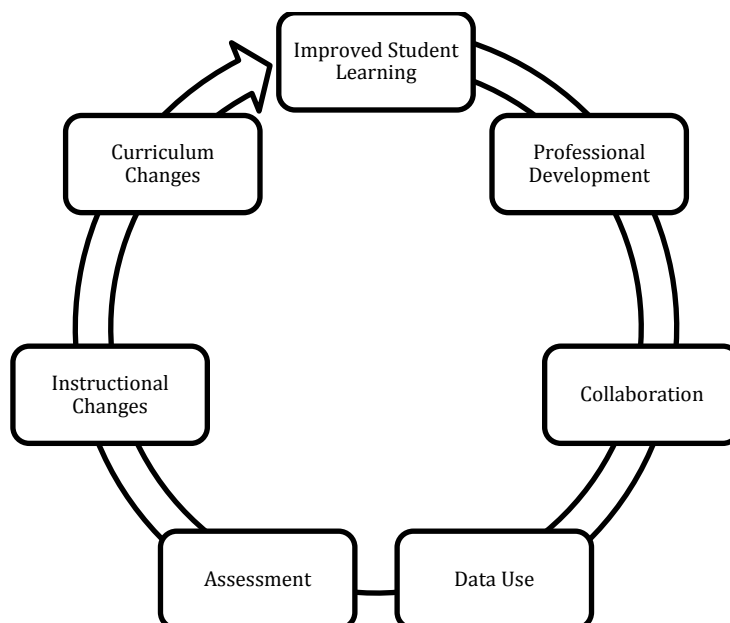 Improved Student
Learning
Professional
Development
Collaboration
Data Use
Assessment
Instructional
Changes
Curriculum
Changes